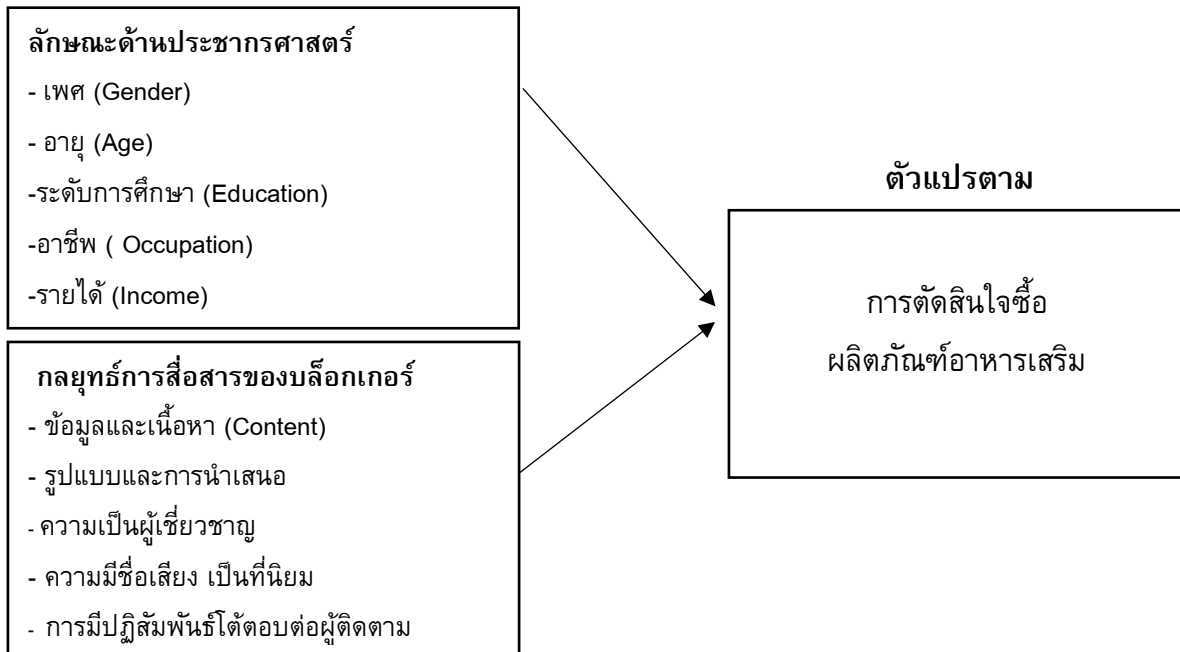 ลักษณะด้านประชากรศาสตร์
- เพศ (Gender)
- อายุ (Age)
-ระดับการศึกษา (Education)
-อาชีพ ( Occupation)
-รายได้ (Income)
กลยุทธ์การสื่อสารของบล็อกเกอร์
- ข้อมูลและเนื้อหา (Content)
- รูปแบบและการนำเสนอ
- ความเป็นผู้เชี่ยวชาญ
- ความมีชื่อเสียง เป็นที่นิยม
- การมีปฏิสัมพันธ์โต้ตอบต่อผู้ติดตาม
ตัวแปรตาม
การตัดสินใจซื้อ
ผลิตภัณฑ์อาหารเสริม